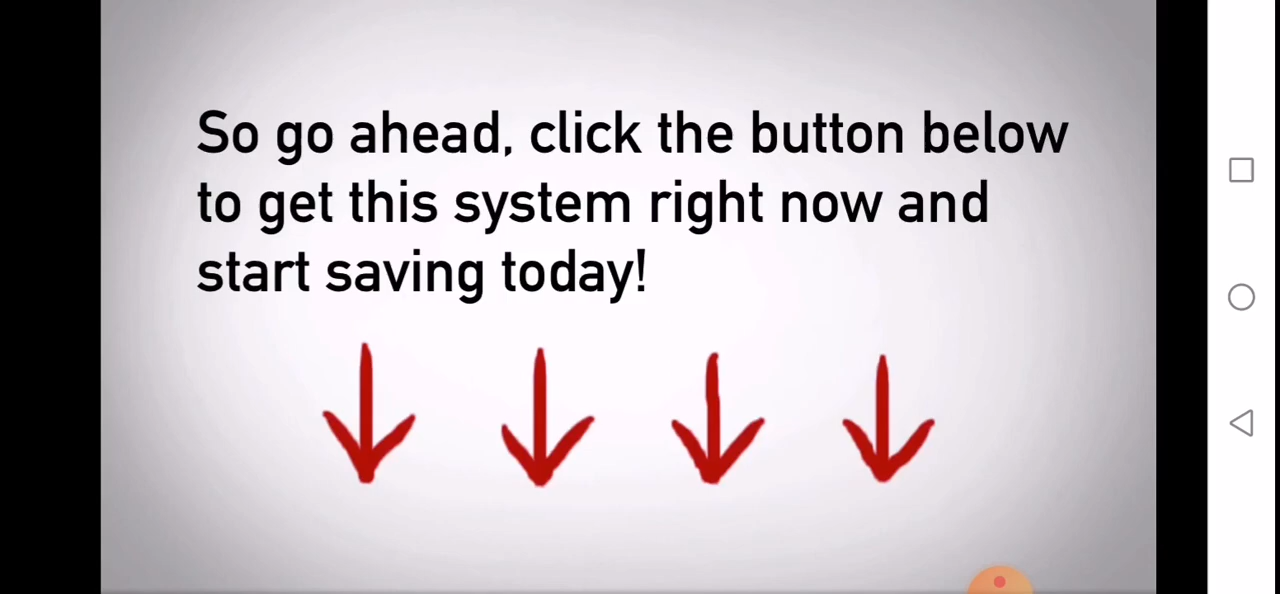 So go ahead, click the button below
to get this system right now and
start saving today!